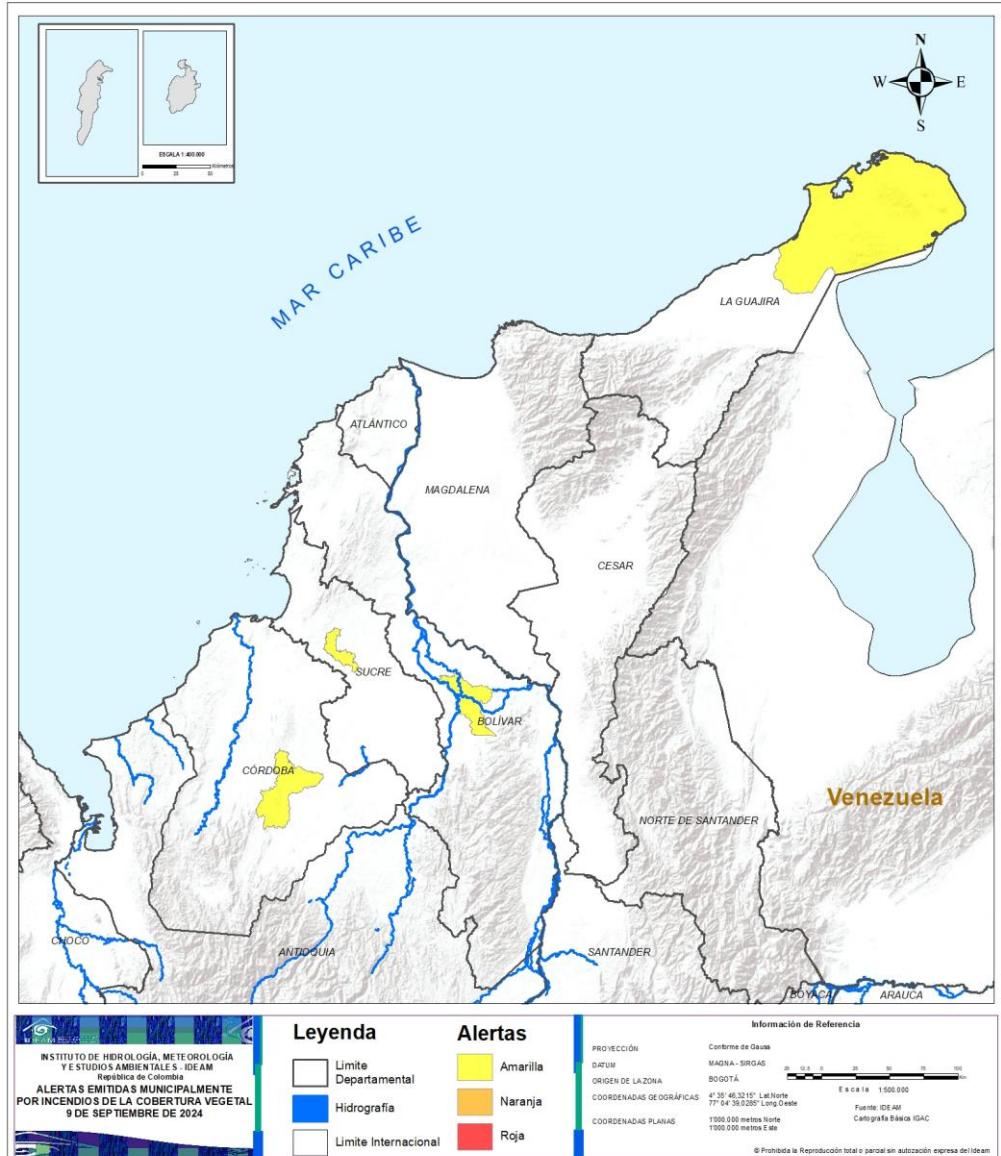 N
W
E
S
ESCALA 1:400.000
MAR CARIBE
LA GUAJIRA
ATLÁNTICO
MAGDALENA
CESAR
SUCRE
BOLÍVAR
CÓRDOBA
Venezuela
NORTE DE SANTANDER
CHOCO
ANTIOQUIA
SANTANDER
BOYACÁ
ARAUCA
IDEAM
INSTITUTO DE HIDROLOGÍA, METEOROLOGÍA
Y ESTUDIOS AMBIENTALES - IDEAM
República de Colombia
ALERTAS EMITIDAS MUNICIPALMENTE
POR INCENDIOS DE LA COBERTURA VEGETAL
9 DE SEPTIEMBRE DE 2024
Leyenda
Limite
Departamental
Hidrografía
Limite Internacional
Alertas
Amarilla
Naranja
Roja
Información de Referencia
PROYECCIÓN Conforme de Gauss
DATUM MAGNA - SIRGAS
ORIGEN DE LA ZONA BOGOTÁ
COORDENADAS GEOGRÁFICAS 4° 35' 46,3215" Lat.Norte
77° 04' 39,0285" Long.Oeste
COORDENADAS PLANAS 1'000.000 metros Norte
1'000.000 metros Este
Escala 1:500.000
Fuente: IDEAM
Cartografía Básica IGAC
© Prohibida la Reproducción total o parcial sin autozación expresa del Ideam